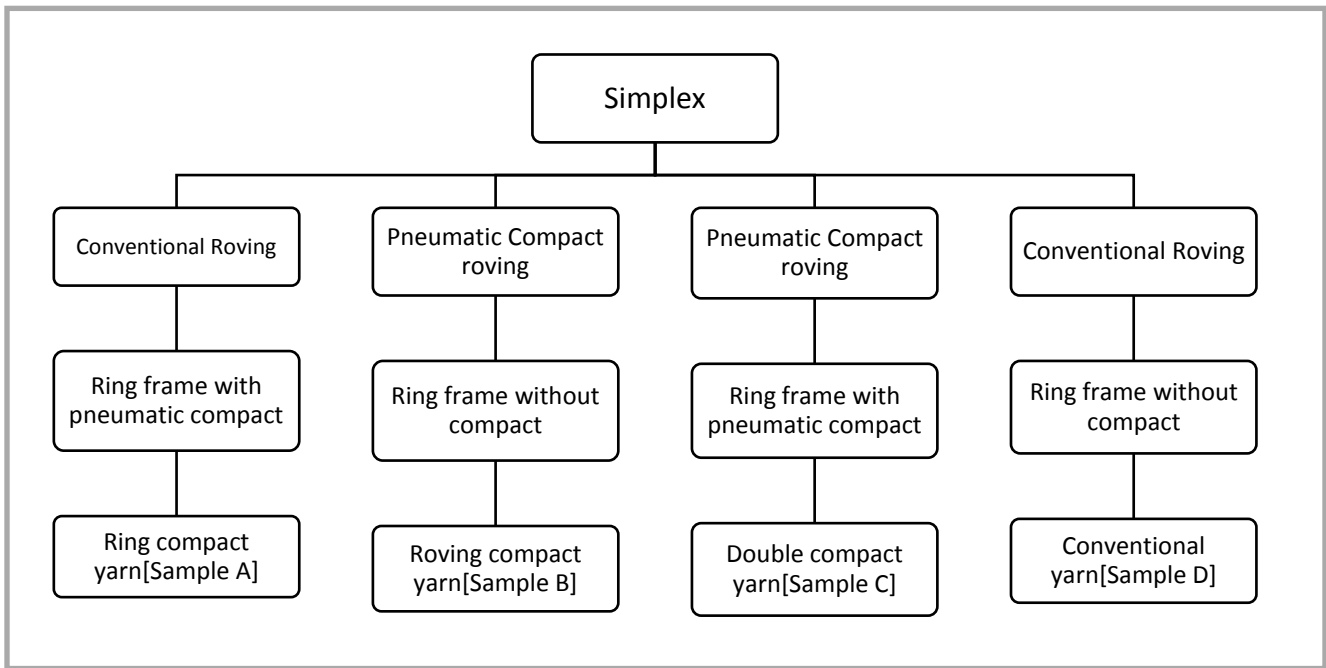 Simplex
Conventional Roving
Pneumatic Compact
roving
Pneumatic Compact
roving
Conventional Roving
Ring frame with
pneumatic compact
Ring frame without
compact
Ring frame with
pneumatic compact
Ring frame without
compact
Ring compact
yarn[Sample A]
Roving compact
yarn[Sample B]
Double compact
yarn[Sample C]
Conventional
yarn[Sample D]